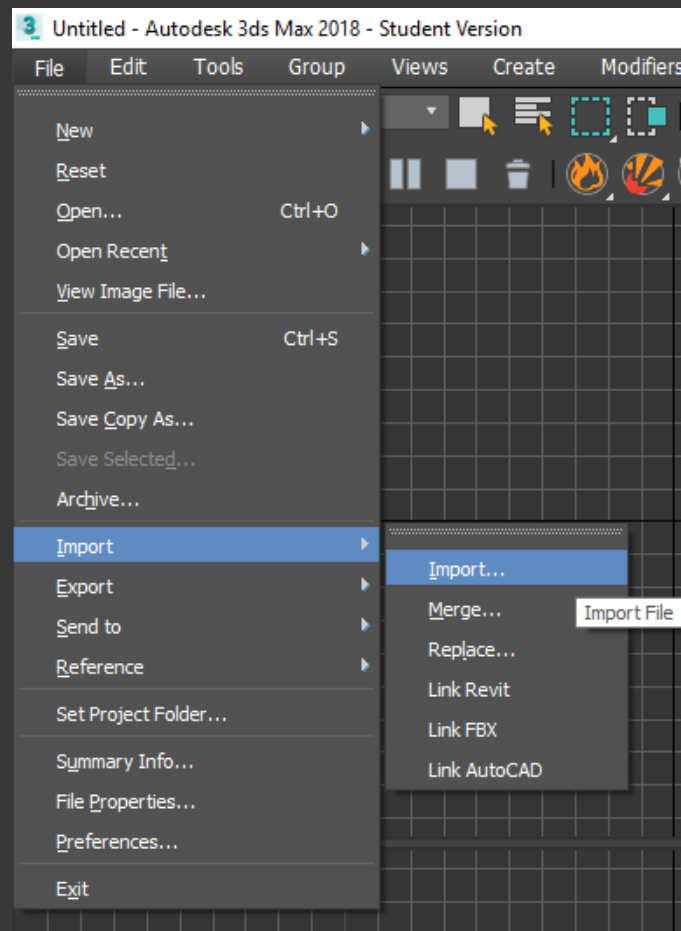 3 Untitled - Autodesk 3ds Max 2018 - Student Version
File Edit Tools Group Views Create Modifiers
New
Reset
Open... Ctrl+O
Open Recent
View Image File...
Save Ctrl+S
Save As...
Save Copy As...
Save Selected...
Archive...
Import
Import...
Export
Merge...
Import File
Send to
Replace...
Reference
Link Revit
Set Project Folder...
Link FBX
Summary Info...
Link AutoCAD
File Properties...
Preferences...
Exit